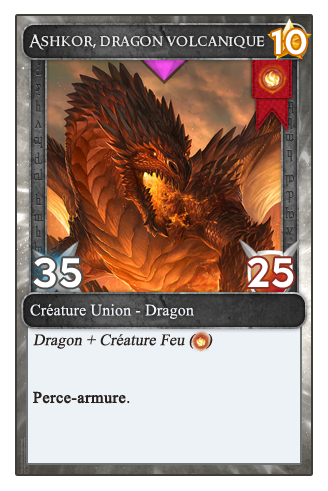 Ashkor, dragon volcanique 10
35 25
Créature Union - Dragon
Dragon + Créature Feu ( )
Perce-armure.